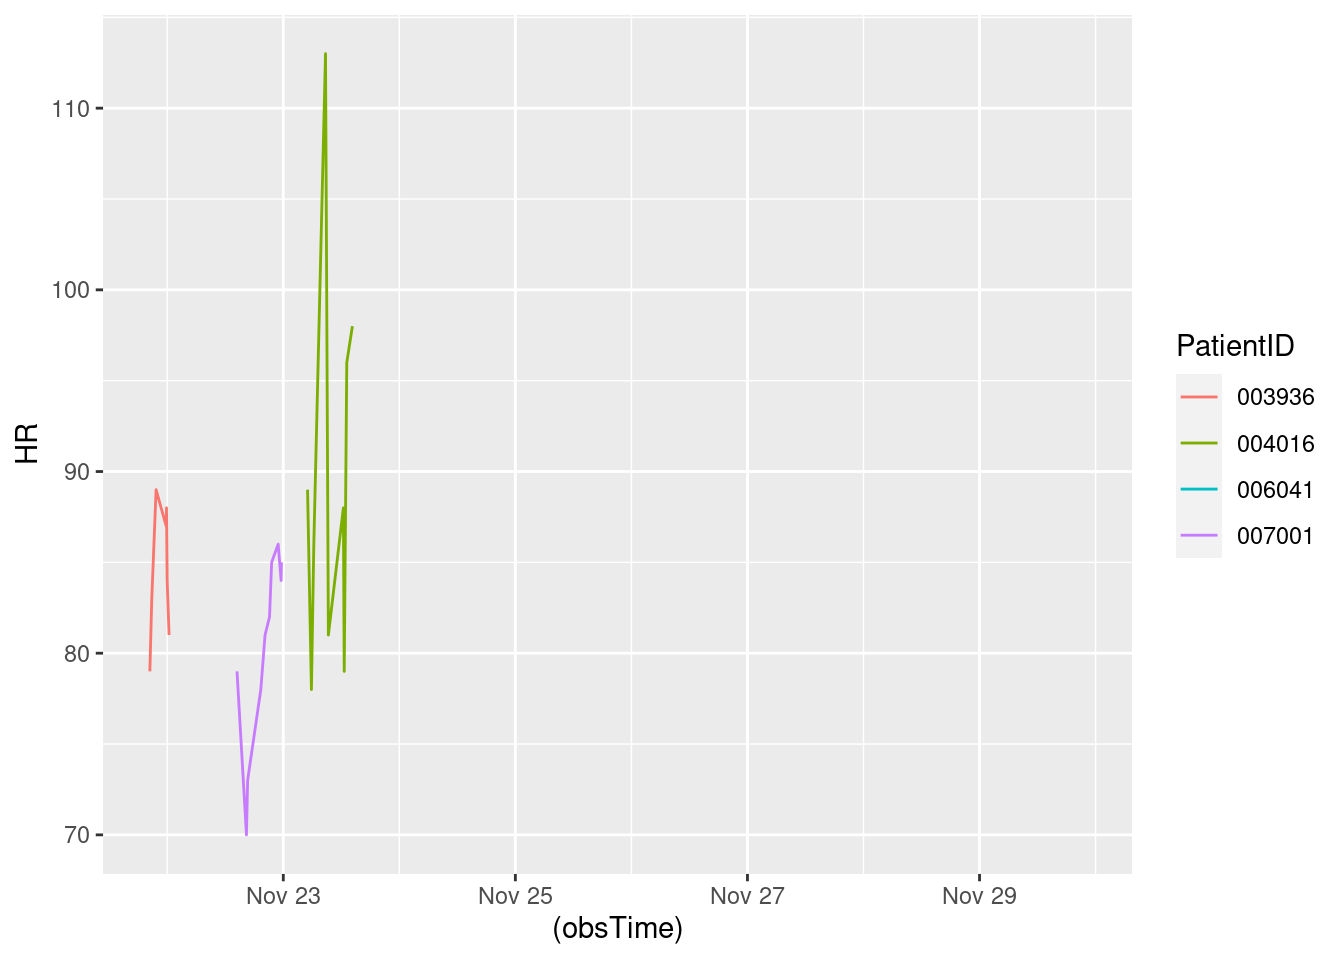 HR
110
100
90
80
70
Nov 23
Nov 25
Nov 27
Nov 29
(obsTime)
PatientID
003936
004016
006041
007001